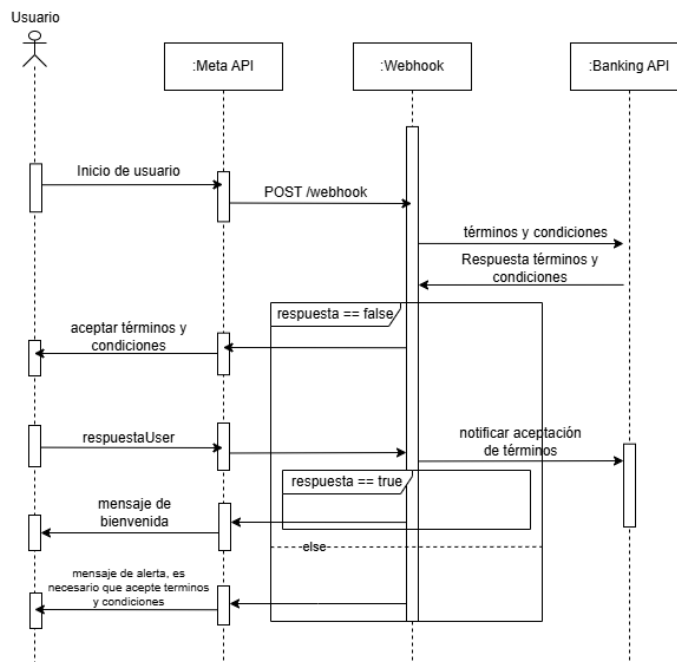 Usuario
:Meta API
:Webhook
:Banking API
Inicio de usuario
POST /webhook
términos y condiciones
Respuesta términos y
condiciones
respuesta == false
aceptar términos y
condiciones
respuestaUser
notificar aceptación
de términos
respuesta == true
mensaje de
bienvenida
else
mensaje de alerta, es
necesario que acepte terminos
y condiciones